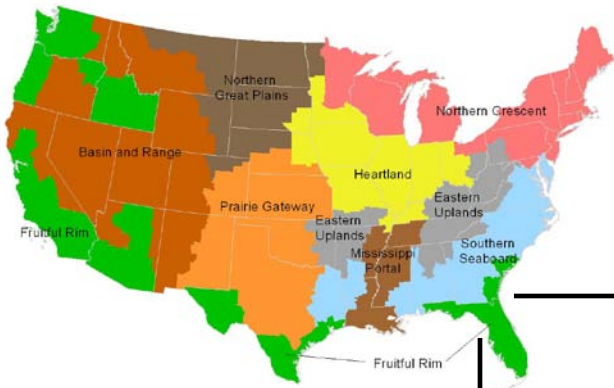 Northern
Great Plains
Northern Crescent
Basin and Range
Heartland
Prairie Gateway
Eastern
Uplands
Eastern
Uplands
Fruitful Rim
Southern
Seaboard
Mississippi
Portal
Fruitful Rim